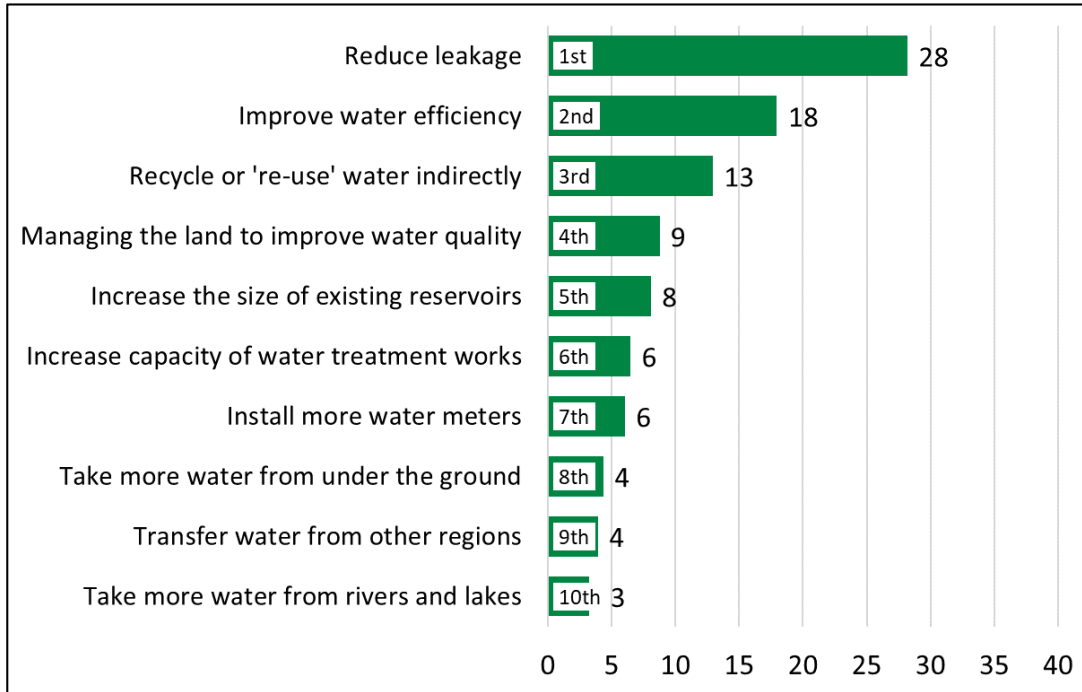 Reduce leakage 1st 28
Improve water efficiency 2nd 18
Recycle or 're-use' water indirectly 3rd 13
Managing the land to improve water quality 4th 9
Increase the size of existing reservoirs 5th 8
Increase capacity of water treatment works 6th 6
Install more water meters 7th 6
Take more water from under the ground 8th 4
Transfer water from other regions 9th 4
Take more water from rivers and lakes 10th 3
0 5 10 15 20 25 30 35 40